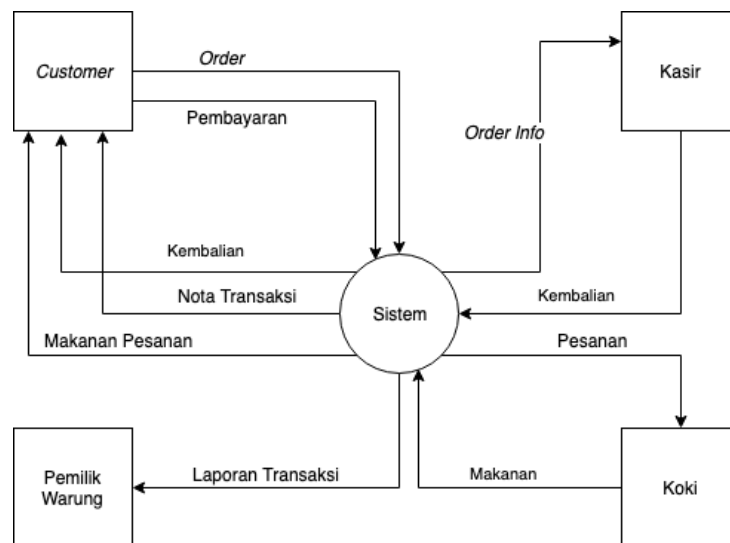 Order
Customer
Kasir
Pembayaran
Order Info
Kembalian
Nota Transaksi
Kembalian
Sistem
Makanan Pesanan
Pesanan
Pemilik
Warung
Laporan Transaksi
Makanan
Koki